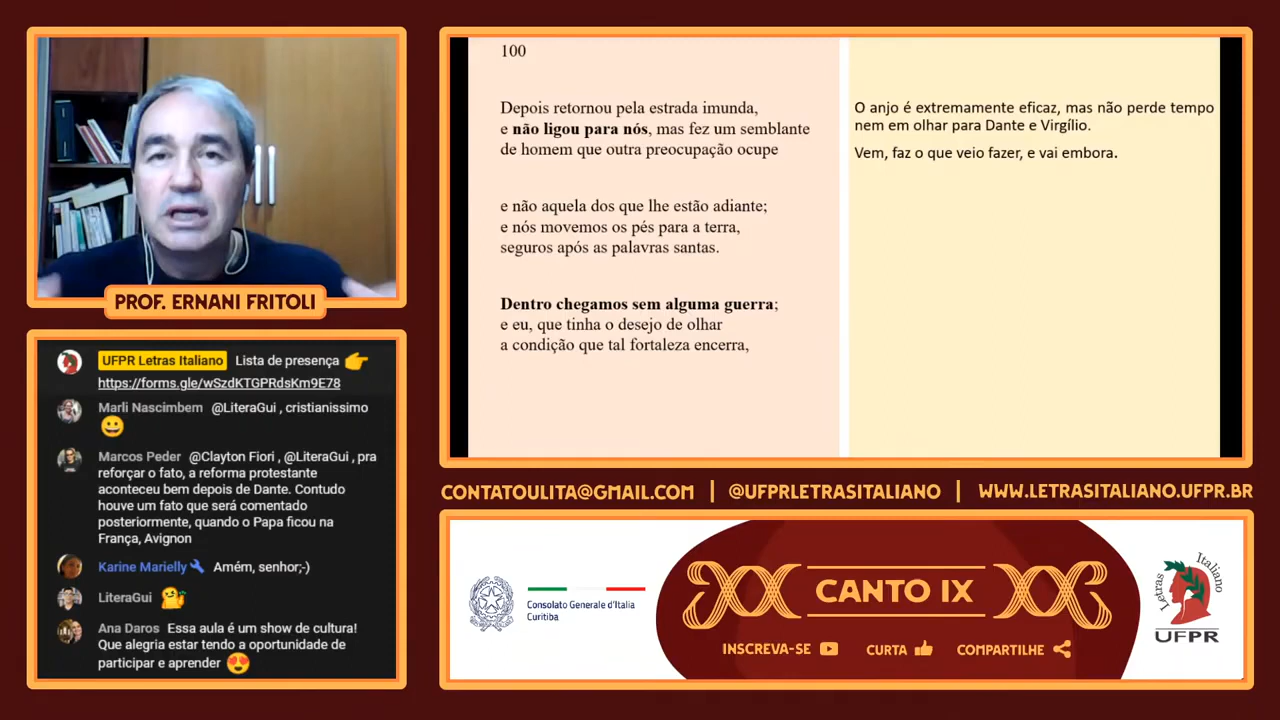 PROF. ERNANI FRITOLI
UFPR Letras Italiano Lista de presença 👉
https://forms.gle/wSzdKTGPRdsKm9E78
Marli Nascimbem @LiteraGui , cristianissimo
😀
Marcos Peder @Clayton Fiori , @LiteraGui , pra
reforçar o fato, a reforma protestante
aconteceu bem depois de Dante. Contudo
houve um fato que será comentado
posteriormente, quando o Papa ficou na
França, Avignon
Karine Marielly Amém, senhor;-)
LiteraGui
Ana Daros Essa aula é um show de cultura!
Que alegria estar tendo a oportunidade de
participar e aprender 😍
100
Depois retornou pela estrada imunda,
e não ligou para nós, mas fez um semblante
de homem que outra preocupação ocupe
e não aquela dos que lhe estão adiante;
e nós movemos os pés para a terra,
seguros após as palavras santas.
Dentro chegamos sem alguma guerra;
e eu, que tinha o desejo de olhar
a condição que tal fortaleza encerra,
O anjo é extremamente eficaz, mas não perde tempo
nem em olhar para Dante e Virgílio.
Vem, faz o que veio fazer, e vai embora.
CONTATOULITA@GMAIL.COM | @UFPRLETRASITALIANO | WWW.LETRASITALIANO.UFPR.BR
Consolato Generale d'Italia
Curitiba
CANTO IX
INSCREVA-SE CURTA COMPARTILHE
Letras Italiano
UFPR